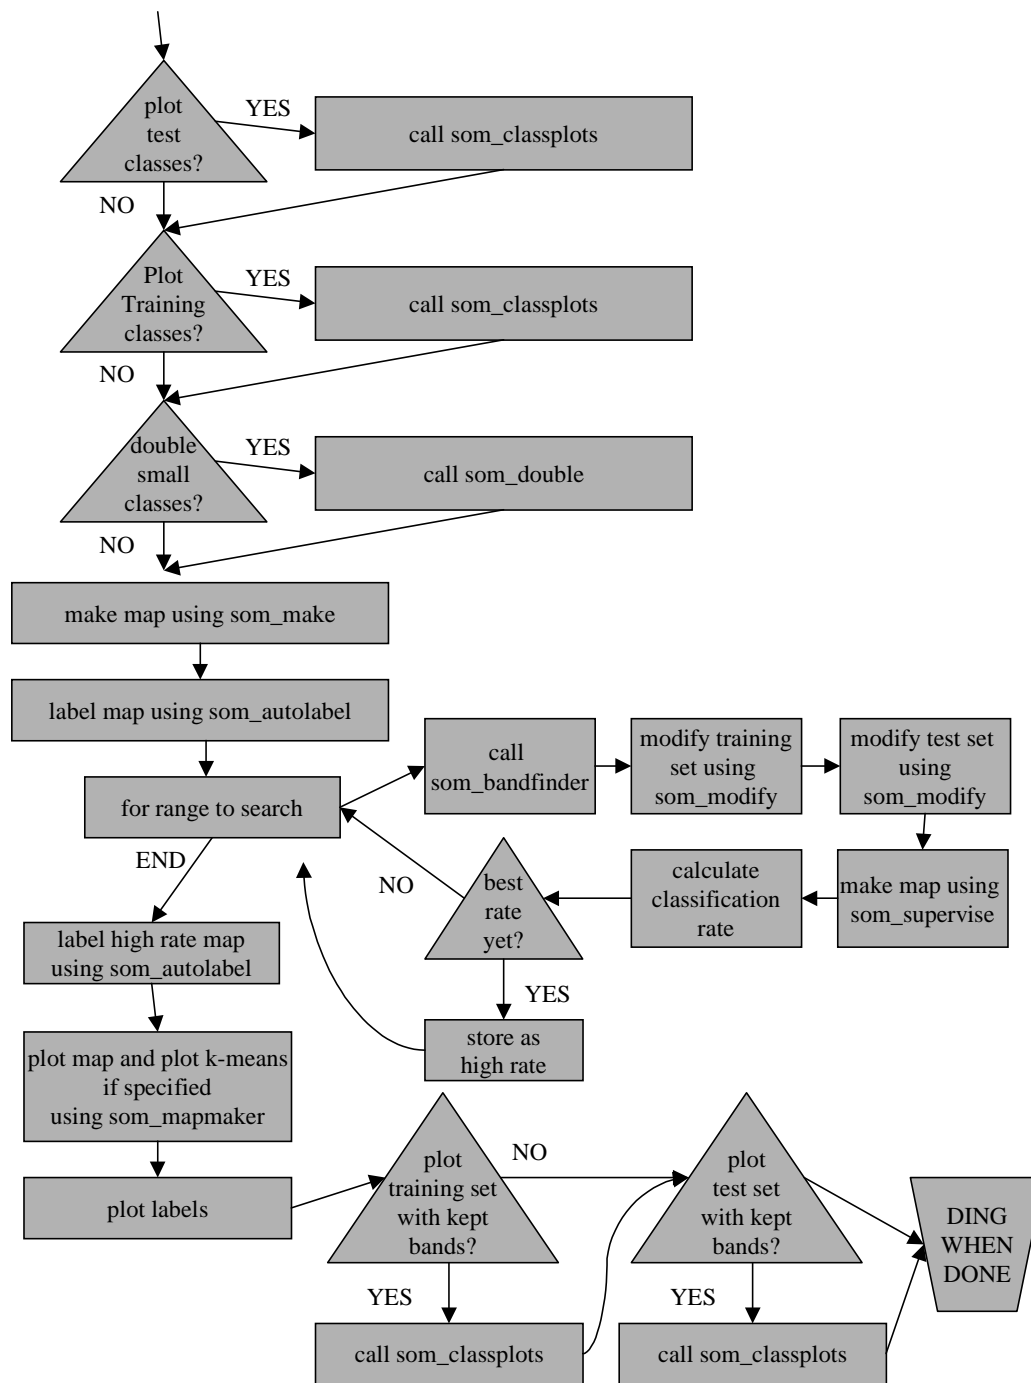 plot
test
classes?
YES
call som_classplots
NO
Plot
Training
classes?
YES
call som_classplots
NO
double
small
classes?
YES
call som_double
NO
make map using som_make
label map using som_autolabel
for range to search
call
som_bandfinder
modify training
set using
som_modify
modify test set
using
som_modify
make map using
som_supervise
calculate
classification
rate
best
rate
yet?
NO
YES
store as
high rate
END
label high rate map
using som_autolabel
plot map and plot k-means
if specified
using som_mapmaker
plot labels
plot
training set
with kept
bands?
NO
YES
call som_classplots
plot
test set
with kept
bands?
YES
call som_classplots
DING
WHEN
DONE